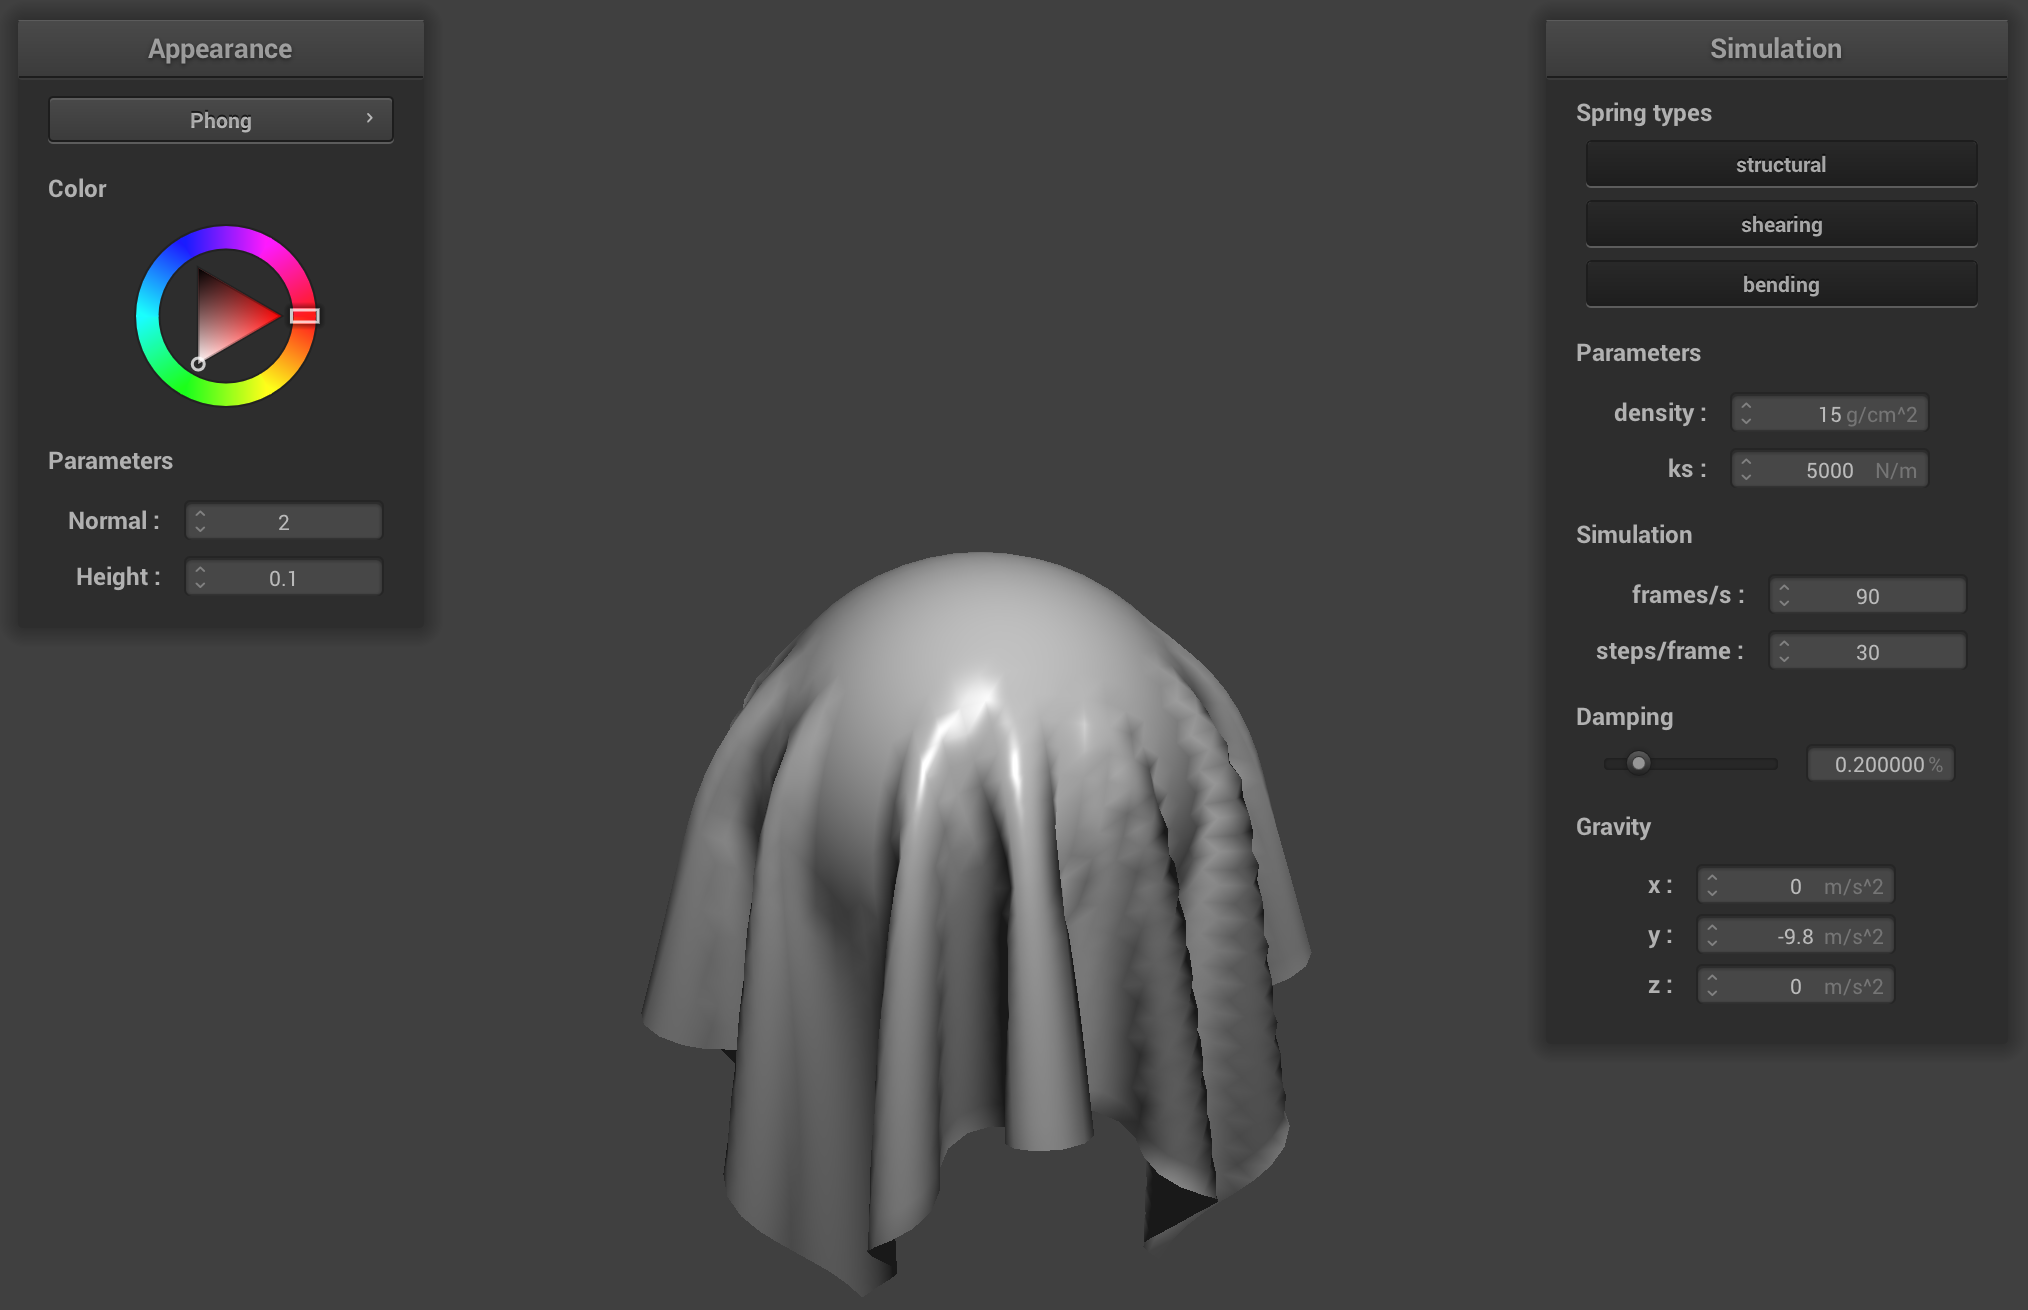 Appearance
Phong
Color
Parameters
Normal : 2
Height : 0.1
Simulation
Spring types
structural
shearing
bending
Parameters
density : 15 g/cm^2
ks : 5000 N/m
Simulation
frames/s : 90
steps/frame : 30
Damping
0.200000 %
Gravity
x : 0 m/s^2
y : -9.8 m/s^2
z : 0 m/s^2